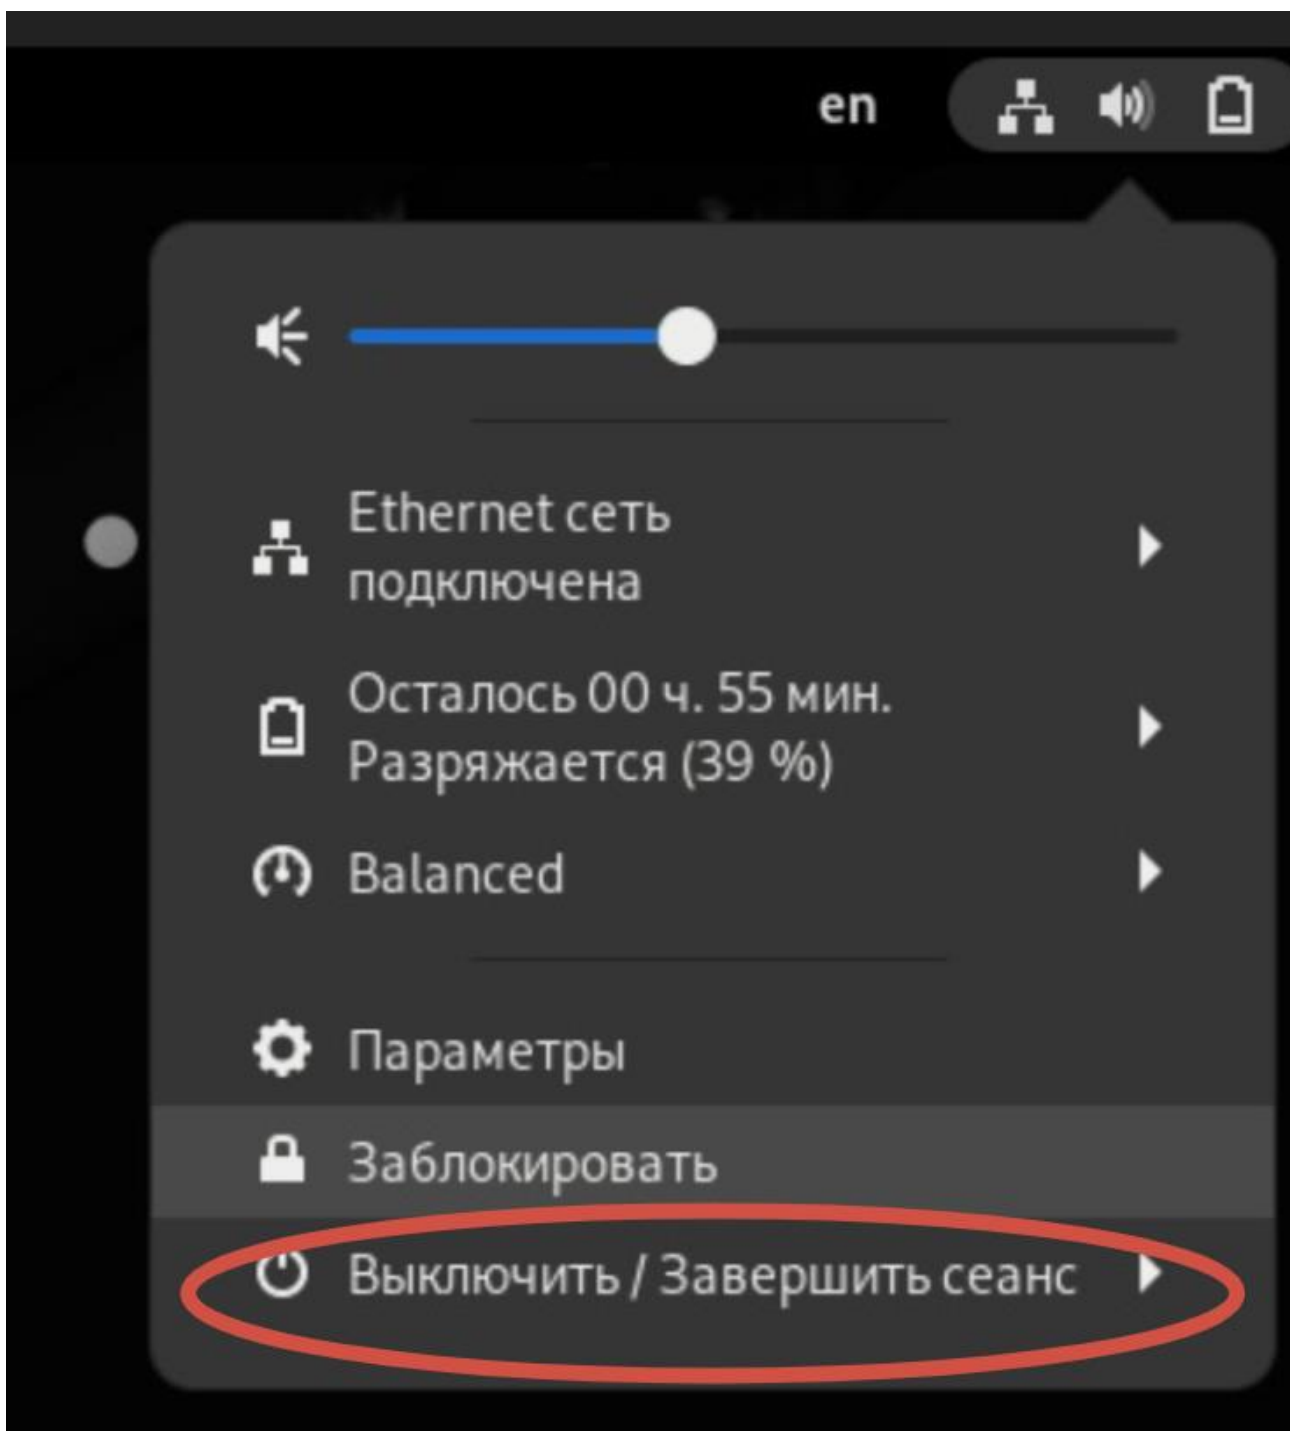 en
Ethernet сеть
подключена
Осталось 00 ч. 55 мин.
Разряжается (39 %)
Balanced
Параметры
Заблокировать
Выключить / Завершить сеанс